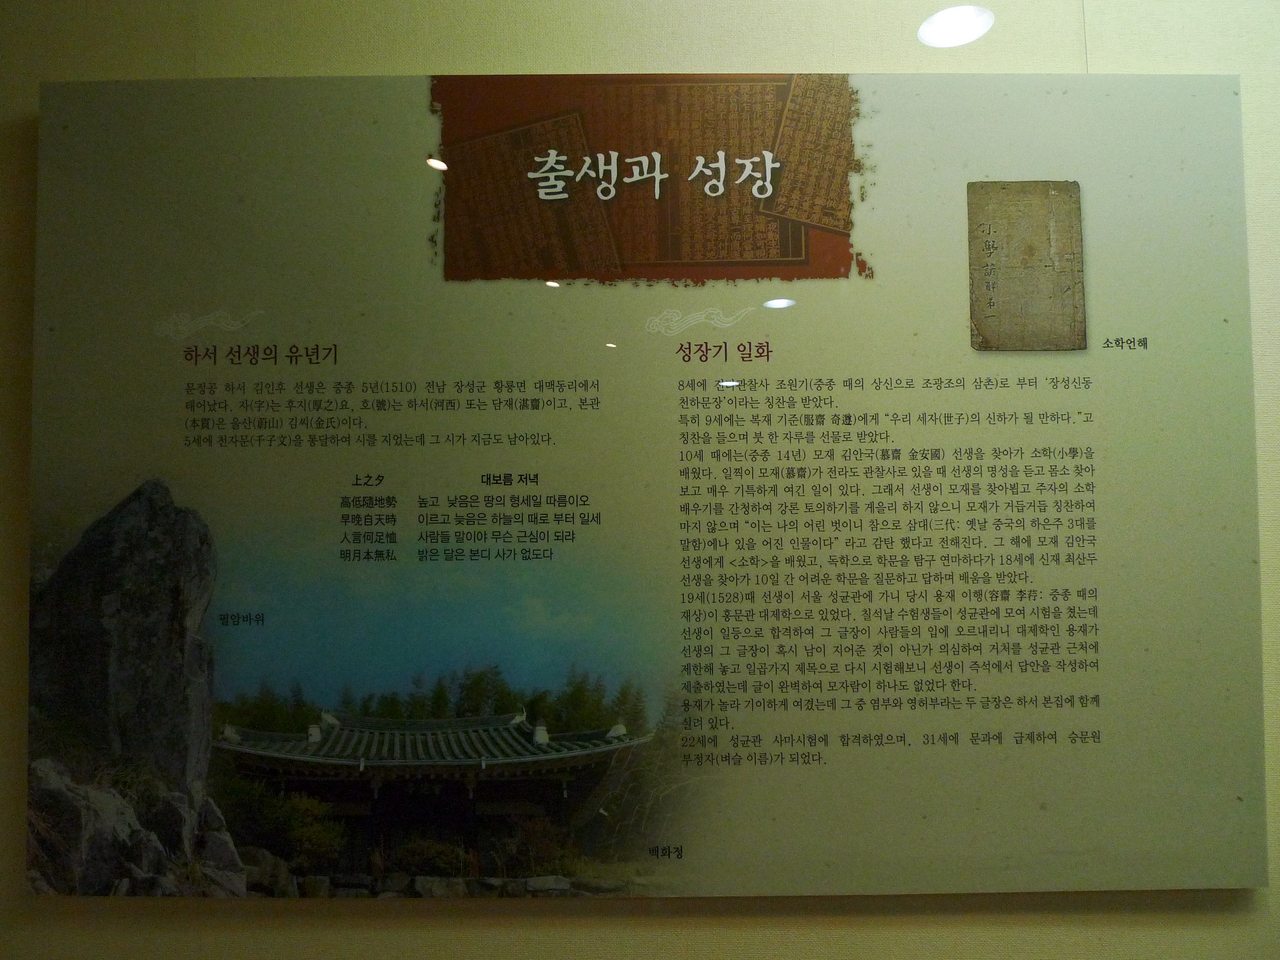 출생과 성장
小學諺解
소학언해
하서 선생의 유년기
문정공 하서 김인후 선생은 중종 5년(1510) 전남 장성군 황룡면 대맥동리에서
태어났다. 자(字)는 후지(厚之)요, 호(號)는 하서(河西) 또는 담재(湛齋)이고, 본관
(本貫)은 울산(蔚山) 김씨(金氏)이다.
5세에 천자문(千子文)을 통달하여 시를 지었는데 그 시가 지금도 남아있다.
上之夕 대보름 저녁
高低隨地勢 높고 낮음은 땅의 형세일 따름이오
早晚自天時 이르고 늦음은 하늘의 때로 부터 일세
人言何足恤 사람들 말이야 무슨 근심이 되랴
明月本無私 밝은 달은 본디 사가 없도다
필암바위
백화정
성장기 일화
8세에 전라관찰사 조원기(중종 때의 상신으로 조광조의 삼촌)로 부터 '장성신동
천하문장'이라는 칭찬을 받았다.
특히 9세에는 복재 기준(服齋 奇遵)에게 "우리 세자(世子)의 신하가 될 만하다."고
칭찬을 들으며 붓 한 자루를 선물로 받았다.
10세 때에는(중종 14년) 모재 김안국(慕齋 金安國) 선생을 찾아가 소학(小學)을
배웠다. 일찍이 모재(慕齋)가 전라도 관찰사로 있을 때 선생의 명성을 듣고 몸소 찾아
보고 매우 기특하게 여긴 일이 있다. 그래서 선생이 모재를 찾아뵙고 주자의 소학
배우기를 간청하여 강론 토의하기를 게을리 하지 않으니 모재가 거듭거듭 칭찬하여
마지 않으며 "이는 나의 어린 벗이니 참으로 삼대(三代: 옛날 중국의 하은주 3대를
말함)에나 있을 어진 인물이다" 라고 감탄 했다고 전해진다. 그 해에 모재 김안국
선생에게 <소학>을 배웠고, 독학으로 학문을 탐구 연마하다가 18세에 신재 최산두
선생을 찾아가 10일 간 어려운 학문을 질문하고 답하며 배움을 받았다.
19세(1528)때 선생이 서울 성균관에 가니 당시 용재 이행(容齋 李荇: 중종 때의
재상)이 홍문관 대제학으로 있었다. 칠석날 수험생들이 성균관에 모여 시험을 쳤는데
선생이 일등으로 합격하여 그 글장이 사람들의 입에 오르내리니 대제학인 용재가
선생의 그 글장이 혹시 남이 지어준 것이 아닌가 의심하여 거처를 성균관 근처에
제한해 놓고 일곱가지 제목으로 다시 시험해보니 선생이 즉석에서 답안을 작성하여
제출하였는데 글이 완벽하여 모자람이 하나도 없었다 한다.
용재가 놀라 기이하게 여겼는데 그 중 염부와 영허부라는 두 글장은 하서 본집에 함께
실려 있다.
22세에 성균관 사마시험에 합격하였으며, 31세에 문과에 급제하여 승문원
부정자(벼슬 이름)가 되었다.